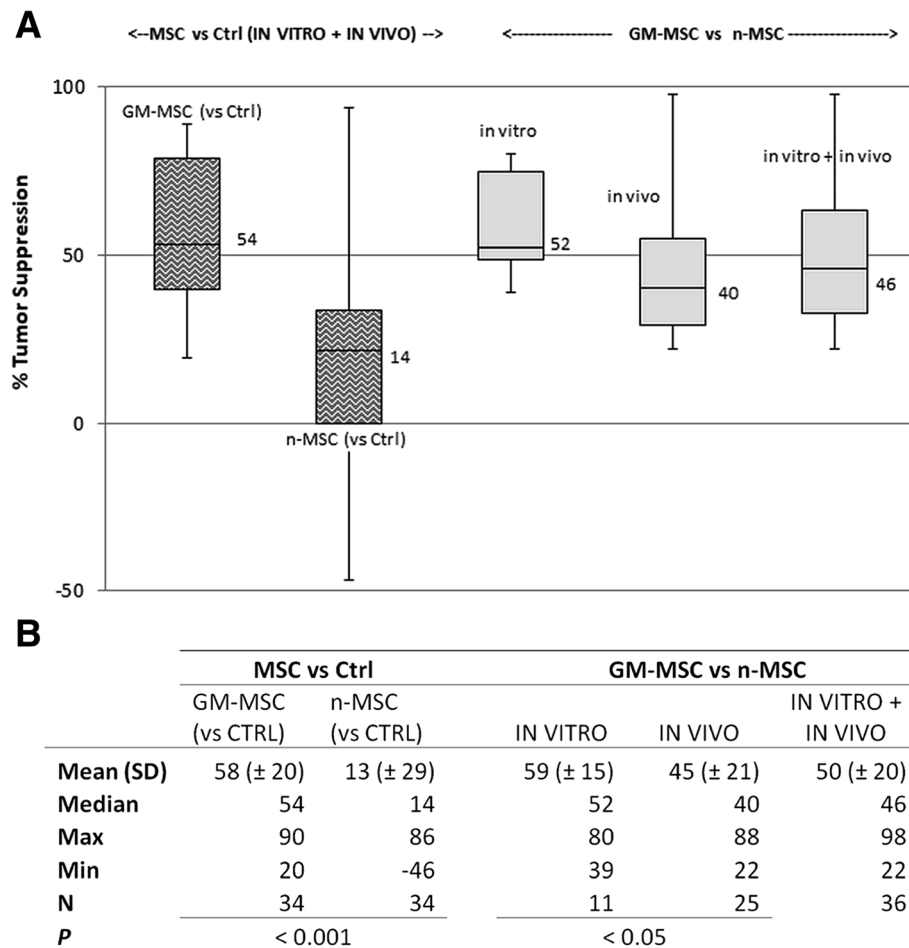 A
<--MSC vs Ctrl (IN VITRO + IN VIVO) -->
<---------------- GM-MSC vs n-MSC --------------->
% Tumor Suppression
100
50
0
-50
GM-MSC (vs Ctrl)
54
14
n-MSC (vs Ctrl)
in vitro
52
in vivo
40
in vitro + in vivo
46
B
MSC vs Ctrl GM-MSC vs n-MSC
GM-MSC n-MSC IN VITRO +
(vs CTRL) (vs CTRL) IN VITRO IN VIVO IN VIVO
Mean (SD) 58 (± 20) 13 (± 29) 59 (± 15) 45 (± 21) 50 (± 20)
Median 54 14 52 40 46
Max 90 86 80 88 98
Min 20 -46 39 22 22
N 34 34 11 25 36
P < 0.001 < 0.05